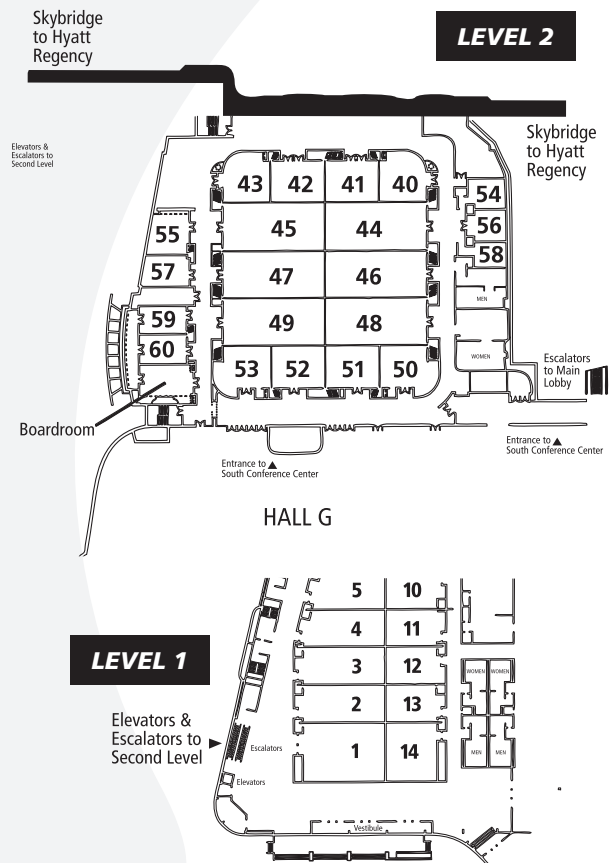 Skybridge
to Hyatt
Regency
LEVEL 2
Elevators &
Escalators to
Second Level
Skybridge
to Hyatt
Regency
43 42 41 40
54
55
45 44
56
57
47 46
58
MEN
59
49 48
60
WOMEN
53 52 51 50
Escalators
to Main
Lobby
Boardroom
Entrance to ▲
South Conference Center
Entrance to ▲
South Conference Center
HALL G
5 10
4 11
LEVEL 1
3 12
WOMEN WOMEN
2 13
Elevators &
Escalators to
Second Level
Escalators
1 14
MEN MEN
Elevators
Vestibule